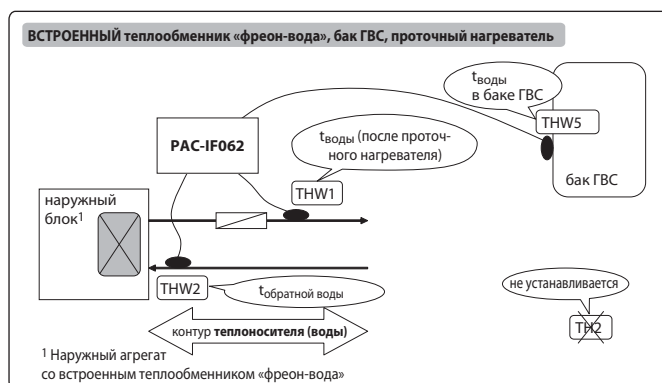 ВСТРОЕННЫЙ теплообменник «фреон-вода», бак ГВС, проточный нагреватель
tводы
в баке ГВС
THW5
бак ГВС
PAC-IF062
tводы (после проточ-
ного нагревателя)
THW1
наружный
блок1
THW2
tобратной воды
не устанавливается
TH2
контур теплоносителя (воды)
1 Наружный агрегат
со встроенным теплообменником «фреон-вода»